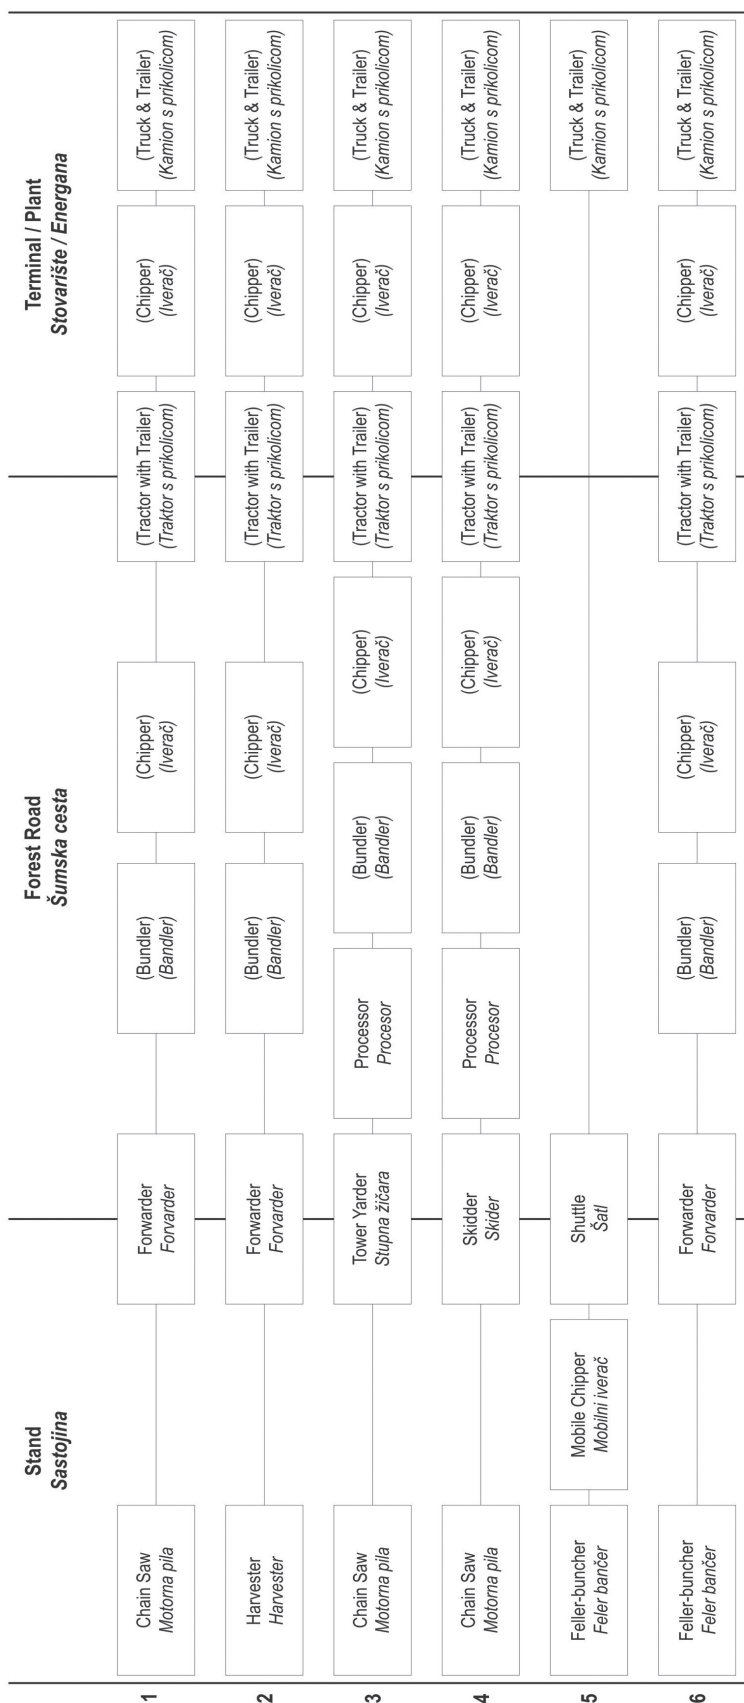 Stand
Sastojina
Forest Road
Šumska cesta
Terminal / Plant
Stovarište / Energana
1
Chain Saw
Motorna pila
Forwarder
Forvarder
(Bundler)
(Bandler)
(Chipper)
(Iverač)
(Tractor with Trailer)
(Traktor s prikolicom)
(Chipper)
(Iverač)
(Truck & Trailer)
(Kamion s prikolicom)
2
Harvester
Harvester
Forwarder
Forvarder
(Bundler)
(Bandler)
(Chipper)
(Iverač)
(Tractor with Trailer)
(Traktor s prikolicom)
(Chipper)
(Iverač)
(Truck & Trailer)
(Kamion s prikolicom)
3
Chain Saw
Motorna pila
Tower Yarder
Stupna žičara
Processor
Procesor
(Bundler)
(Bandler)
(Chipper)
(Iverač)
(Tractor with Trailer)
(Traktor s prikolicom)
(Chipper)
(Iverač)
(Truck & Trailer)
(Kamion s prikolicom)
4
Chain Saw
Motorna pila
Skidder
Skider
Processor
Procesor
(Bundler)
(Bandler)
(Chipper)
(Iverač)
(Tractor with Trailer)
(Traktor s prikolicom)
(Chipper)
(Iverač)
(Truck & Trailer)
(Kamion s prikolicom)
5
Feller-buncher
Feler bančer
Mobile Chipper
Mobilni iverač
Shuttle
Šatl
(Truck & Trailer)
(Kamion s prikolicom)
6
Feller-buncher
Feler bančer
Forwarder
Forvarder
(Bundler)
(Bandler)
(Chipper)
(Iverač)
(Tractor with Trailer)
(Traktor s prikolicom)
(Chipper)
(Iverač)
(Truck & Trailer)
(Kamion s prikolicom)